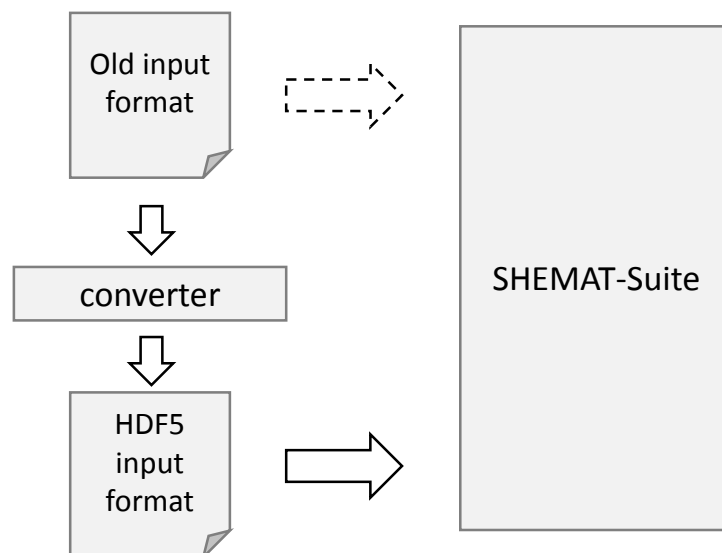 Old input
format
converter
HDF5
input
format
SHEMAT-Suite